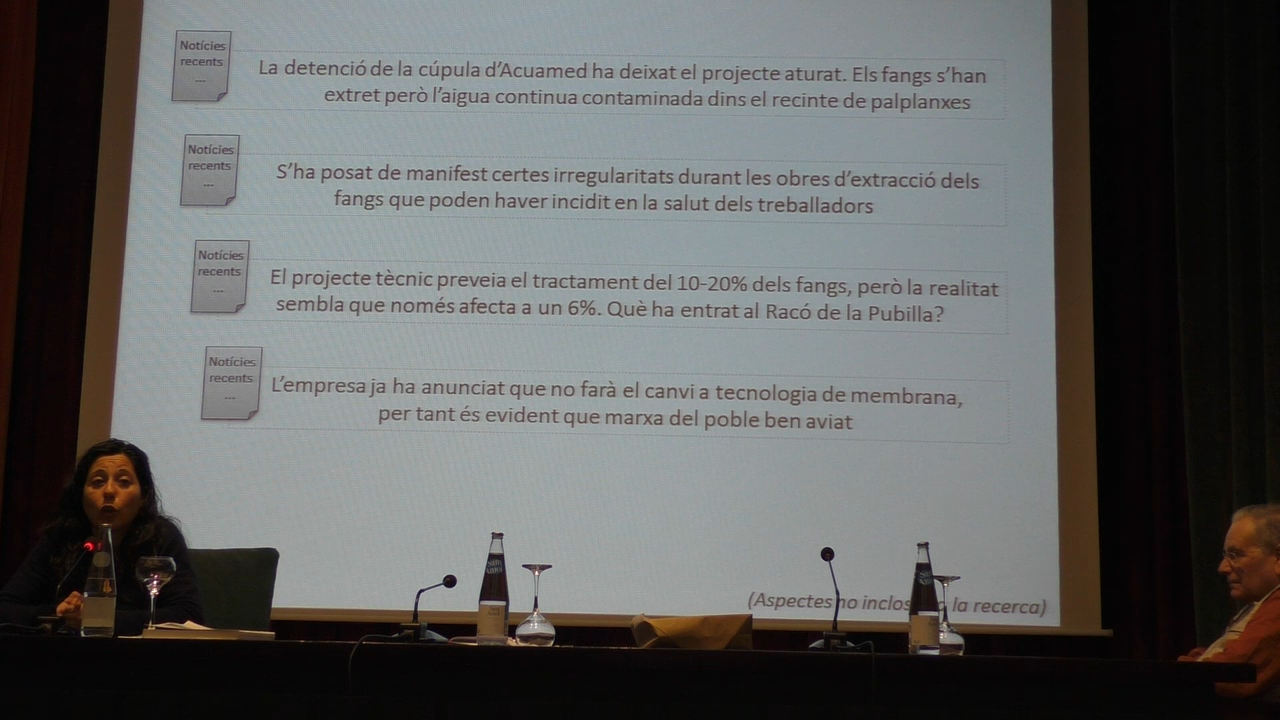 Notícies
recents
...
La detenció de la cúpula d'Acuamed ha deixat el projecte aturat. Els fangs s'han
extret però l'aigua continua contaminada dins el recinte de palplanxes
Notícies
recents
...
S'ha posat de manifest certes irregularitats durant les obres d'extracció dels
fangs que poden haver incidit en la salut dels treballadors
Notícies
recents
...
El projecte tècnic preveia el tractament del 10-20% dels fangs, però la realitat
sembla que només afecta a un 6%. Què ha entrat al Racó de la Pubilla?
Notícies
recents
...
L'empresa ja ha anunciat que no farà el canvi a tecnologia de membrana,
per tant és evident que marxa del poble ben aviat
(Aspectes no inclos la recerca)